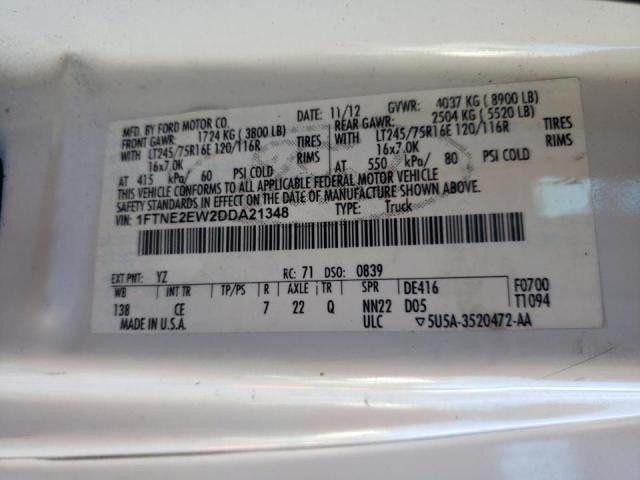 MFD. BY FORD MOTOR CO.
DATE: 11/12 GVWR: 4037 KG ( 8900 LB)
FRONT GAWR: 1724 KG ( 3800 LB) REAR GAWR: 2504 KG ( 5520 LB)
WITH LT245/75R16E 120/116R TIRES WITH LT245/75R16E 120/116R TIRES
16x7.0K RIMS 16x7.0K RIMS
AT 415 kPa/ 60 PSI COLD AT 550 kPa/ 80 PSI COLD
THIS VEHICLE CONFORMS TO ALL APPLICABLE FEDERAL MOTOR VEHICLE
SAFETY STANDARDS IN EFFECT ON THE DATE OF MANUFACTURE SHOWN ABOVE.
VIN: 1FTNE2EW2DDA21348 TYPE: Truck
EXT PNT: YZ RC: 71 DSO: 0839
WB INT TR TP/PS R AXLE TR SPR DE416 F0700
138 CE 7 22 Q NN22 D05 T1094
MADE IN U.S.A. ULC ▽5U5A-3520472-AA